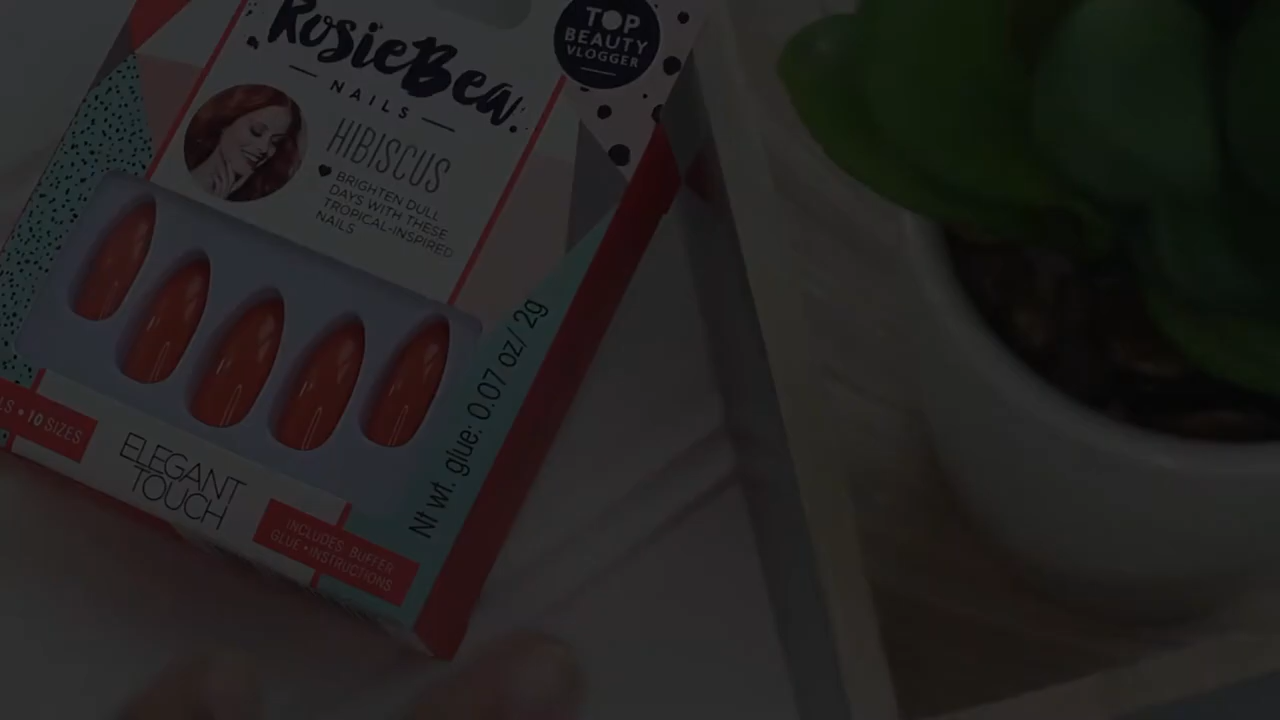 RosieBea.
NAILS
TOP
BEAUTY
VLOGGER
HIBISCUS
BRIGHTEN DULL
DAYS WITH THESE
TROPICAL-INSPIRED
NAILS
Nt wt. glue: 0.07 oz/ 2g
LS • 10 SIZES
ELEGANT
TOUCH
INCLUDES BUFFER
GLUE • INSTRUCTIONS